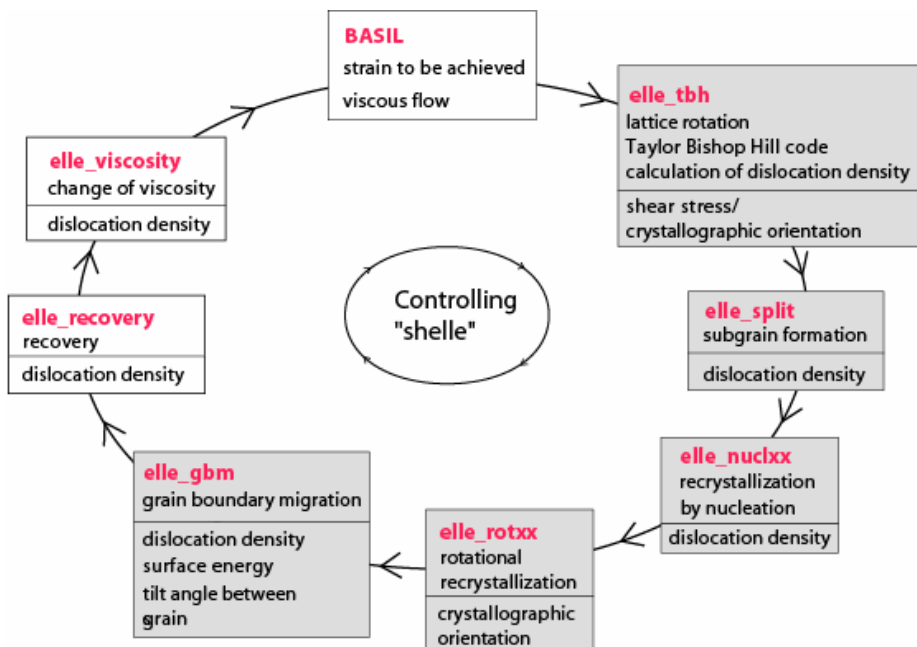 BASIL
strain to be achieved
viscous flow
elle_tbh
lattice rotation
Taylor Bishop Hill code
calculation of dislocation density
shear stress/
crystallographic orientation
elle_split
subgrain formation
dislocation density
elle_nuclxx
recrystallization
by nucleation
dislocation density
elle_rotxx
rotational
recrystallization
crystallographic
orientation
elle_gbm
grain boundary migration
dislocation density
surface energy
tilt angle between
grain
elle_recovery
recovery
dislocation density
elle_viscosity
change of viscosity
dislocation density
Controlling
"shelle"